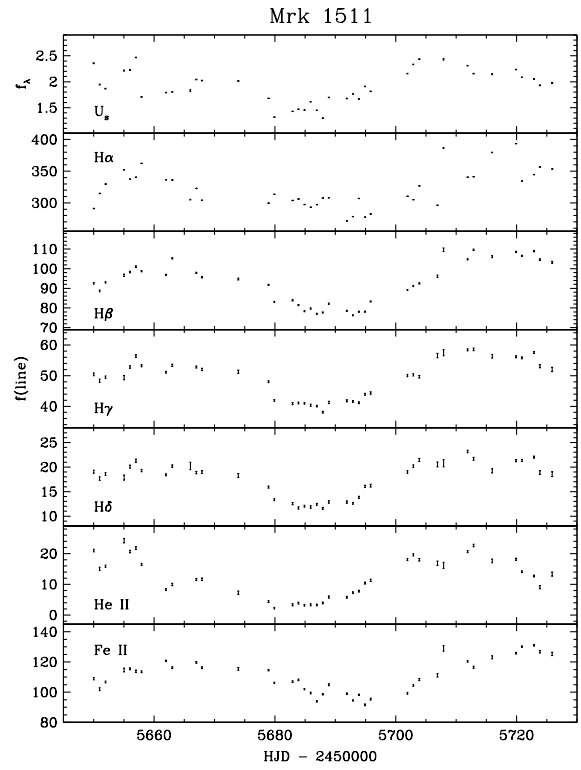 Mrk 1511
2.5
2
1.5
f_λ
U_s
400
350
300
Hα
110
100
90
80
70
Hβ
60
50
40
f(line)
Hγ
25
20
15
10
Hδ
20
10
0
He II
140
120
100
80
Fe II
5660 5680 5700 5720
HJD − 2450000